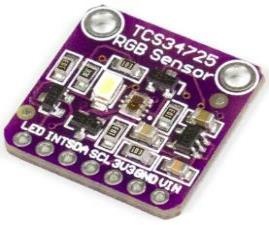 TCS34725
RGB Sensor
LED INT SDA SCL 3V3 GND VIN